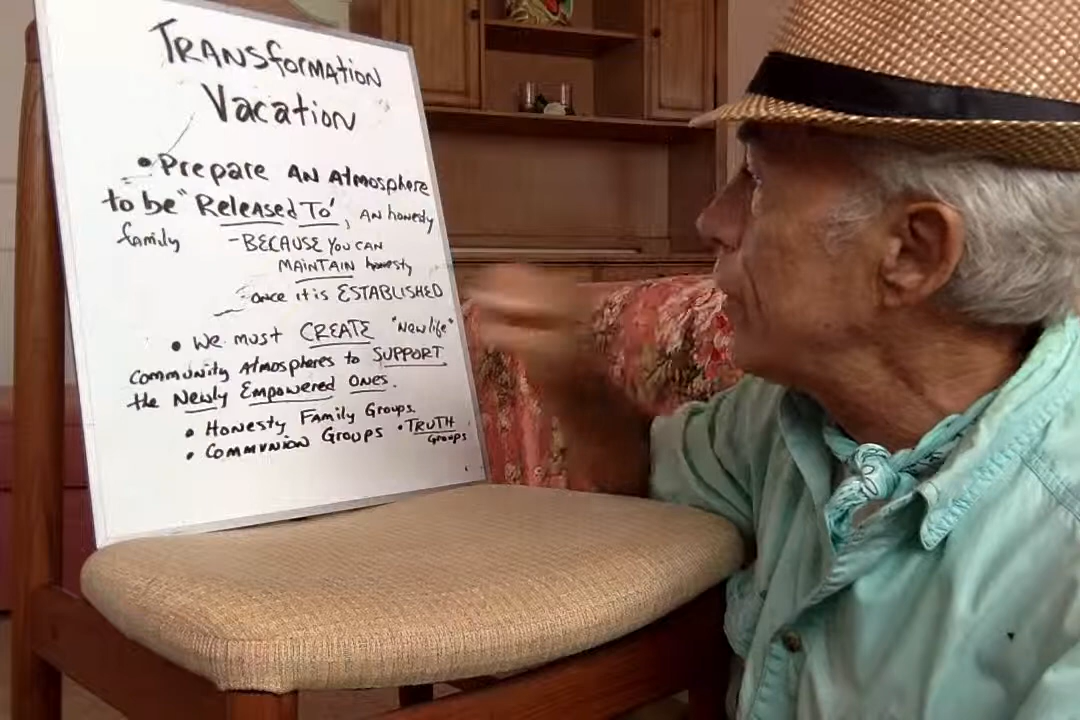 TRANSformation
Vacation
• Prepare AN Atmosphere
to be "Released To", AN honesty
family - BECAUSE YOU CAN
MAiNTAIN honesty
once it is ESTABLISHED
• We must CREATE "New life"
Community Atmospheres to SUPPORT
the Newly Empowered Ones.
• Honesty Family Groups.
• Communion Groups • TRUTH
Groups